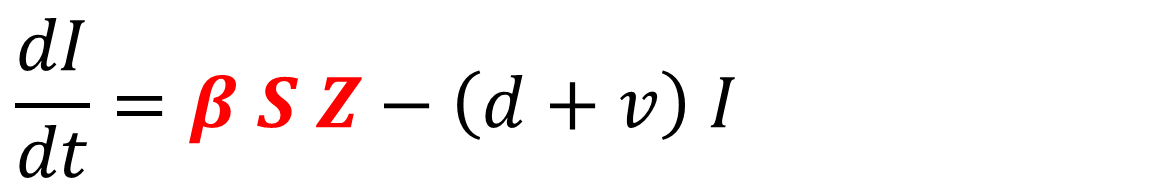 dI/dt = β S Z − (d + v) I